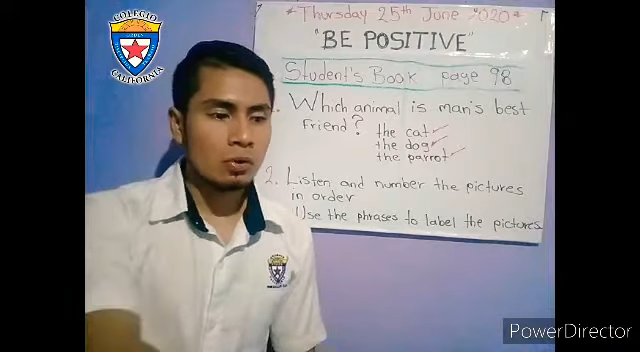 COLEGIO
CALIFORNIA
*Thursday 25th June 2020*
"BE POSITIVE"
Student's Book page 98
1. Which animal is man's best
friend?
the cat
the dog
the parrot
2. Listen and number the pictures
in order
Use the phrases to label the pictures
PowerDirector